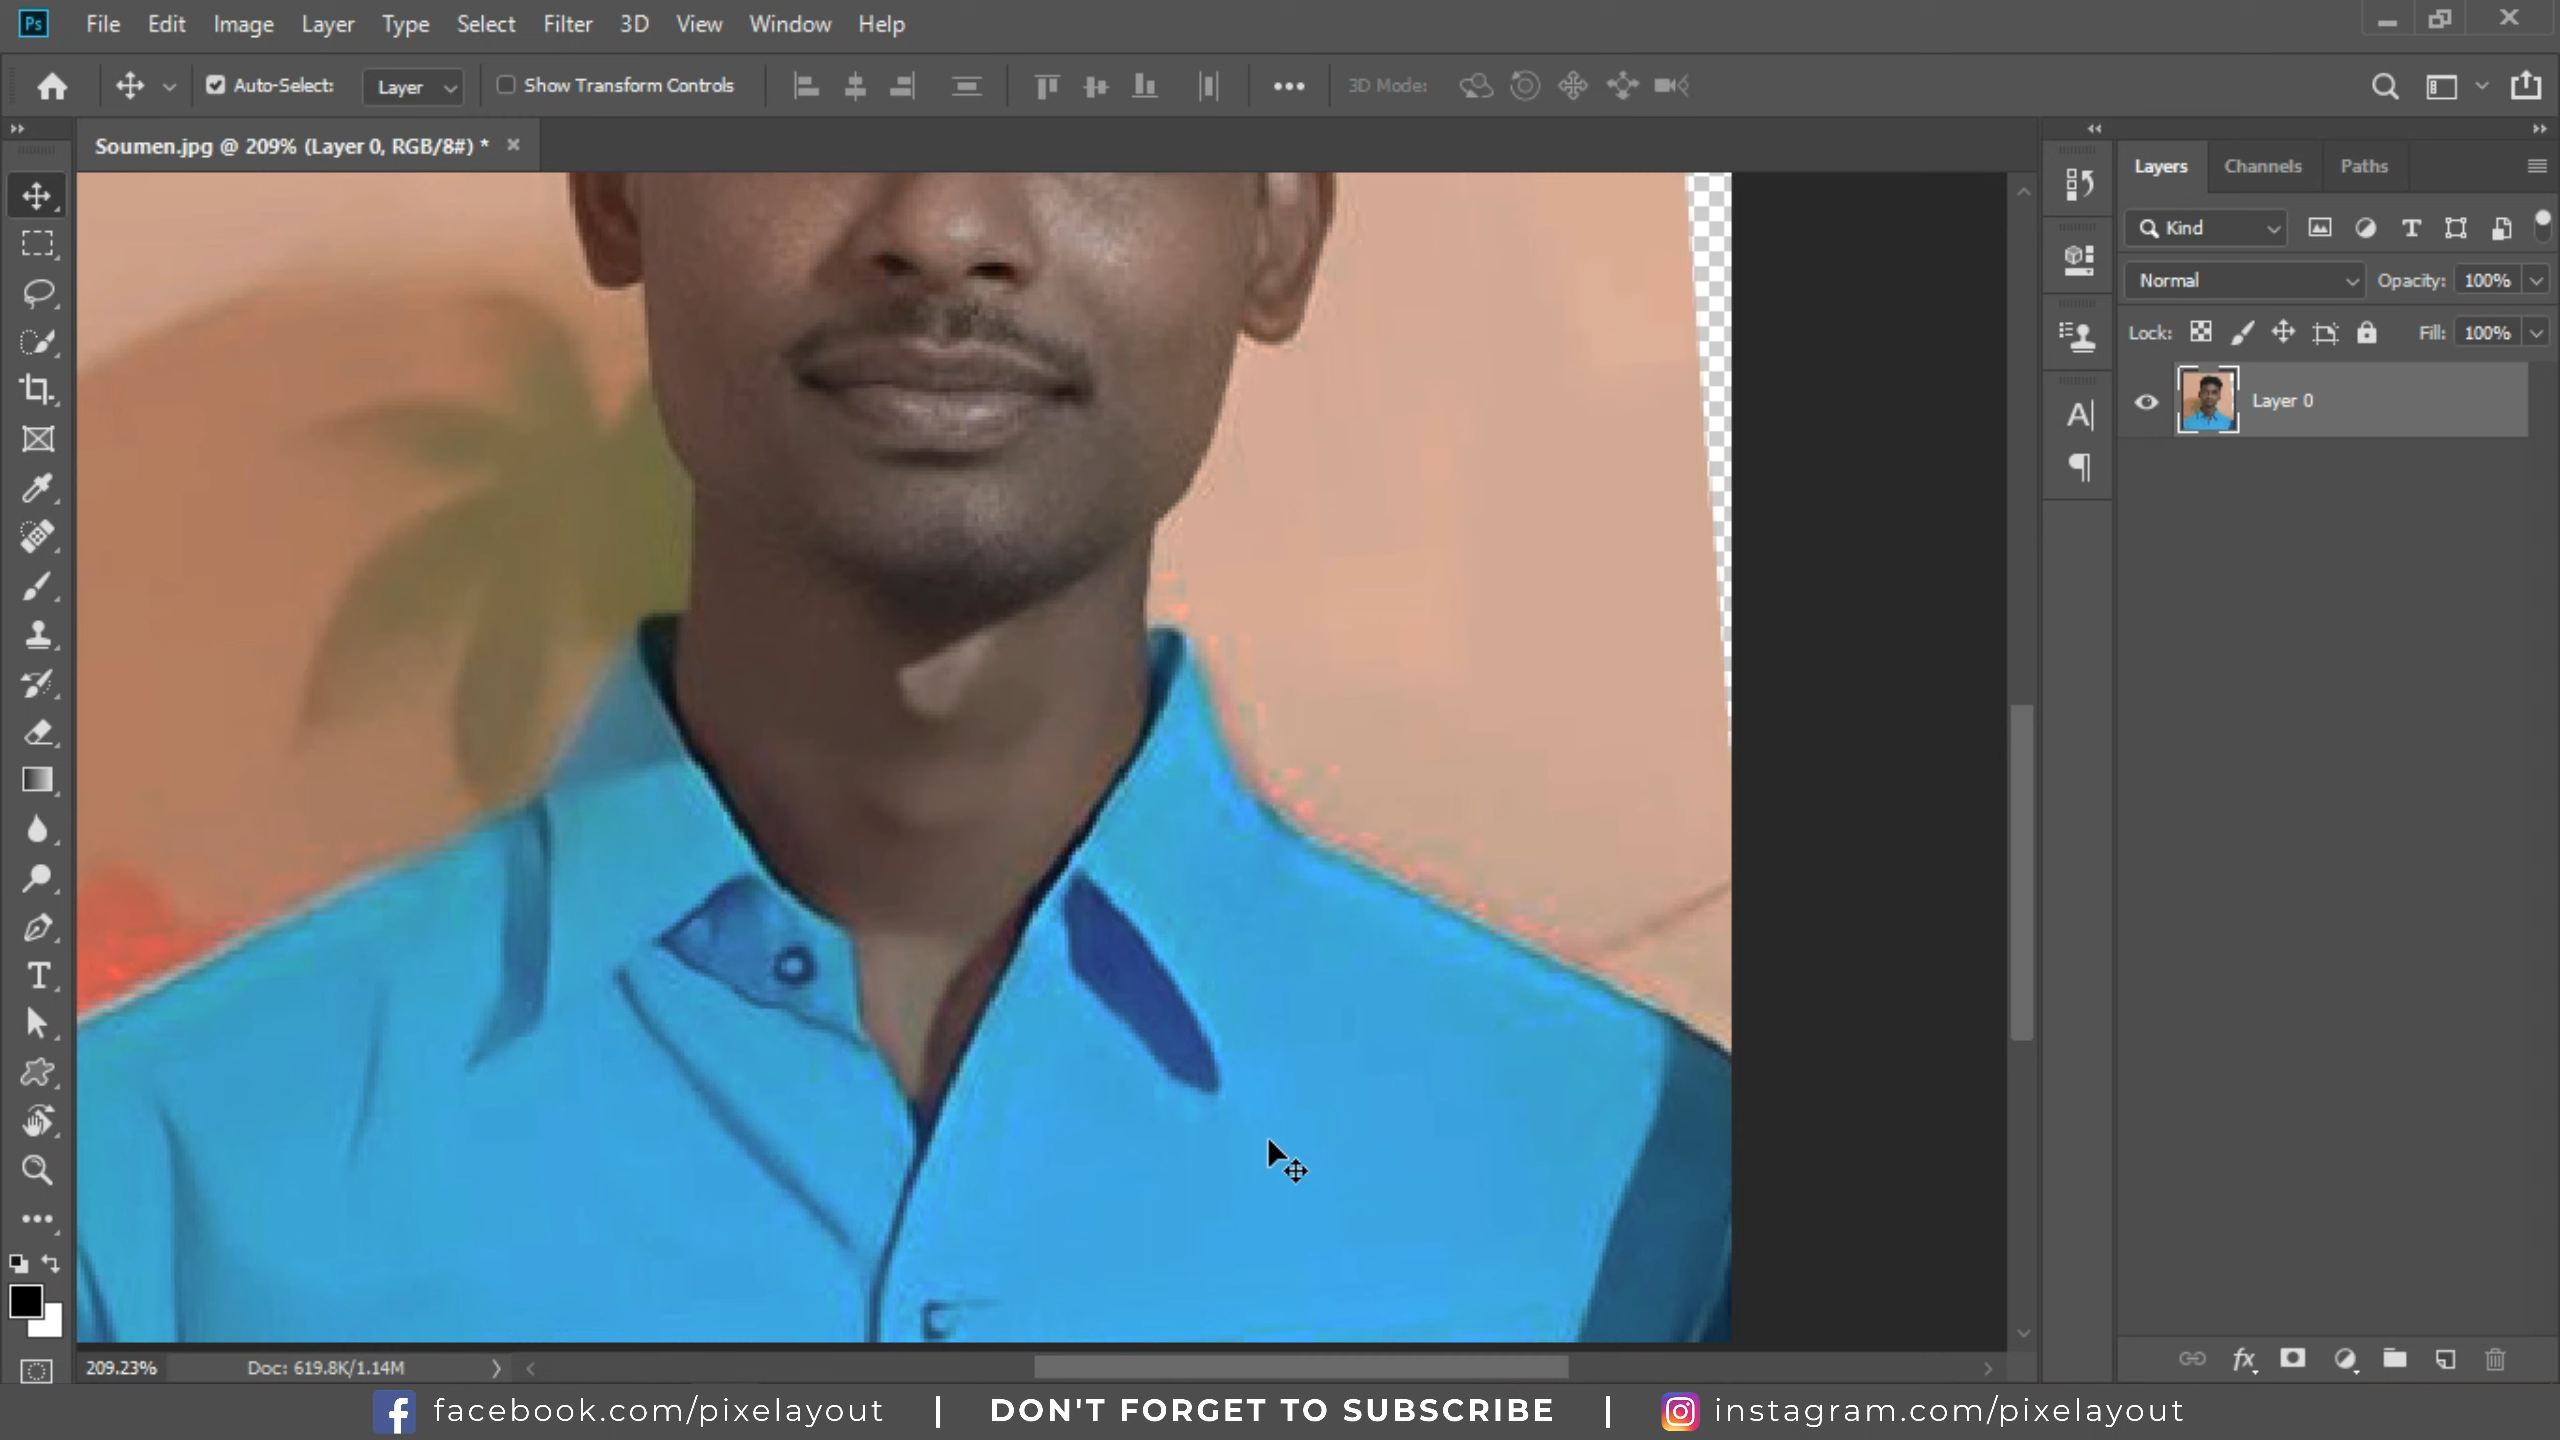 Ps File Edit Image Layer Type Select Filter 3D View Window Help
Auto-Select: Layer Show Transform Controls 3D Mode:
Soumen.jpg @ 209% (Layer 0, RGB/8#) * ×
Layers Channels Paths
Kind
Normal Opacity: 100%
Lock: Fill: 100%
Layer 0
209.23% Doc: 619.8K/1.14M
facebook.com/pixelayout | DON'T FORGET TO SUBSCRIBE | instagram.com/pixelayout